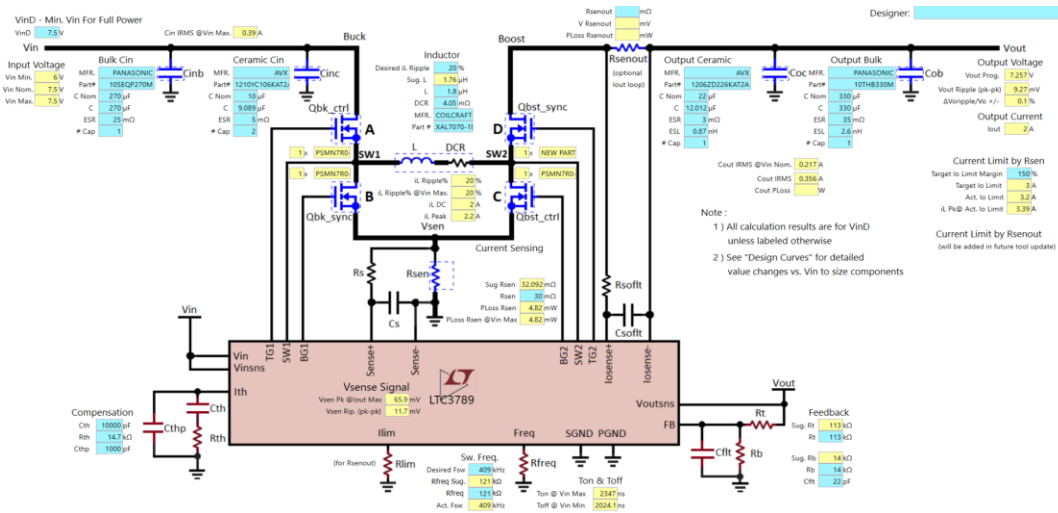 VinD - Min. Vin For Full Power
VinD 7.5 V
Cin IRMS @Vin Max. 0.39 A
Vin
Buck
Boost
Rsenout mΩ
V Rsenout mV
PLoss Rsenout mW
Designer:
Vout
Rsenout
(optional
Iout loop)
Input Voltage
Vin Min. 6 V
Vin Nom. 7.5 V
Vin Max. 7.5 V
Bulk Cin
MFR. PANASONIC
Part# 10SEQP270M
C Nom 270 µF
C 270 µF
ESR 25 mΩ
# Cap 1
Cinb
Ceramic Cin
MFR. AVX
Part# 1210YC106KAT2A
C Nom 10 µF
C 9.089 µF
ESR 5 mΩ
# Cap 2
Cinc
Inductor
Desired iL Ripple 20 %
Sug. L 1.76 µH
L 1.8 µH
DCR 4.05 mΩ
MFR. COILCRAFT
Part # XAL7070-18
Output Ceramic
MFR. AVX
Part# 1206ZD226KAT2A
C Nom 22 µF
C 12.012 µF
ESR 3 mΩ
ESL 0.87 nH
# Cap 1
Coc
Output Bulk
MFR. PANASONIC
Part# 10THB330M
C Nom 330 µF
C 330 µF
ESR 35 mΩ
ESL 2.6 nH
# Cap 1
Cob
Output Voltage
Vout Prog. 7.257 V
Vout Ripple (pk-pk) 9.27 mV
ΔVoripple/Vo +/- 0.1 %
Output Current
Iout 2 A
Qbk_ctrl
A
Qbst_sync
D
1 x PSMN7R0-
SW1
L
DCR
SW2
1 x NEW PART
1 x PSMN7R0-
1 x PSMN7R0-
B
Qbk_sync
C
Qbst_ctrl
iL Ripple% 20 %
iL Ripple% @Vin Max. 20 %
iL DC 2 A
iL Peak 2.2 A
Cout IRMS @Vin Nom. 0.217 A
Cout IRMS 0.356 A
Cout PLoss W
Current Limit by Rsen
Target Io Limit Margin 150 %
Target Io Limit 3 A
Act. Io Limit 3.2 A
iL Pk@ Act. Io Limit 3.39 A
Current Limit by Rsenout
(will be added in future tool update)
Note :
1 ) All calculation results are for VinD
unless labeled otherwise
2 ) See "Design Curves" for detailed
value changes vs. Vin to size components
Vsen
Current Sensing
Rs
Rsen
Cs
Sug Rsen 32.092 mΩ
Rsen 30 mΩ
PLoss Rsen 4.82 mW
PLoss Rsen @Vin Max 4.82 mW
Rsoflt
Csoflt
Vin
TG1
SW1
BG1
Sense+
Sense-
BG2
SW2
TG2
Iosense+
Iosense-
Vin
Vinsns
Ith
Vsense Signal
Vsen Pk @Iout Max 65.9 mV
Vsen Rip. (pk-pk) 11.7 mV
LTC3789
Ilim
Freq
SGND
PGND
Voutsns
FB
Vout
Compensation
Cth 10000 pF
Rth 14.7 kΩ
Cthp 1000 pF
Cthp
Cth
Rth
(for Rsenout)
Rlim
Sw. Freq.
Desired Fsw 409 kHz
Rfreq Sug. 121 kΩ
Rfreq 121 kΩ
Act. Fsw 409 kHz
Rfreq
Ton & Toff
Ton @ Vin Max 2347 ns
Toff @ Vin Min 2024.1 ns
Cflt
Rb
Rt
Feedback
Sug. Rt 113 kΩ
Rt 113 kΩ
Sug. Rb 14 kΩ
Rb 14 kΩ
Cflt 22 pF